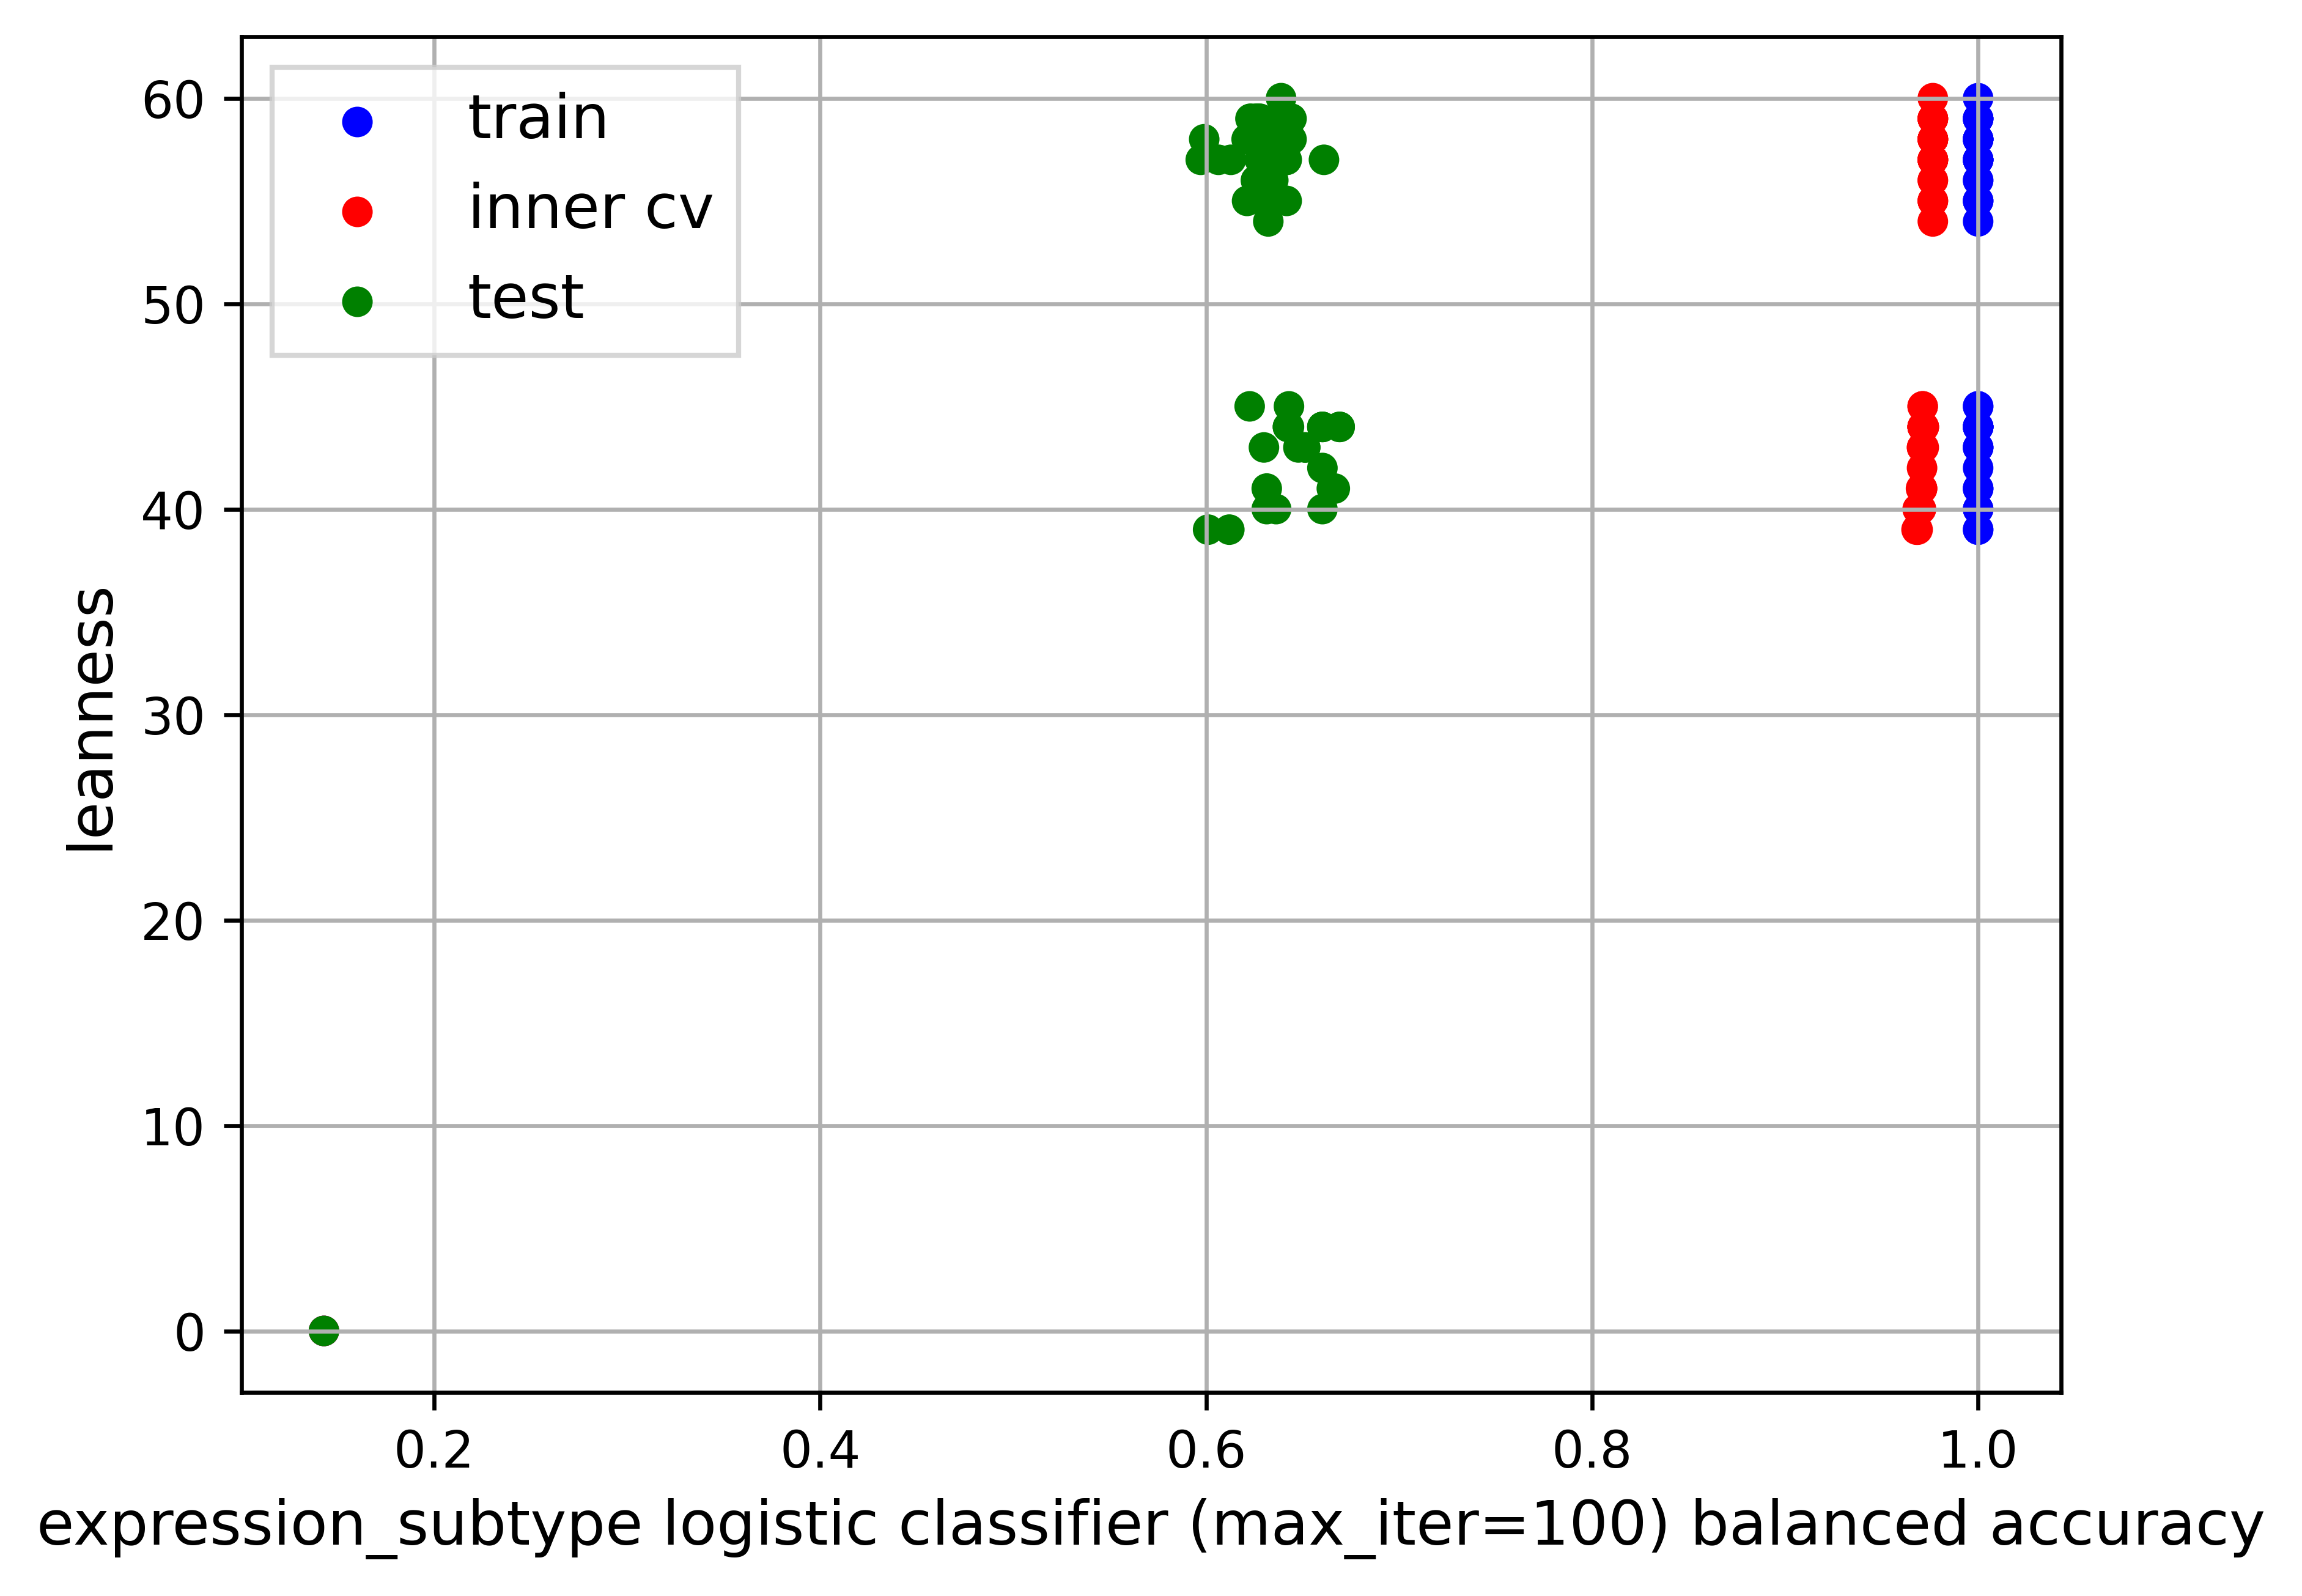 train
inner cv
test
60
50
40
30
20
10
0
leanness
0.2 0.4 0.6 0.8 1.0
expression_subtype logistic classifier (max_iter=100) balanced accuracy